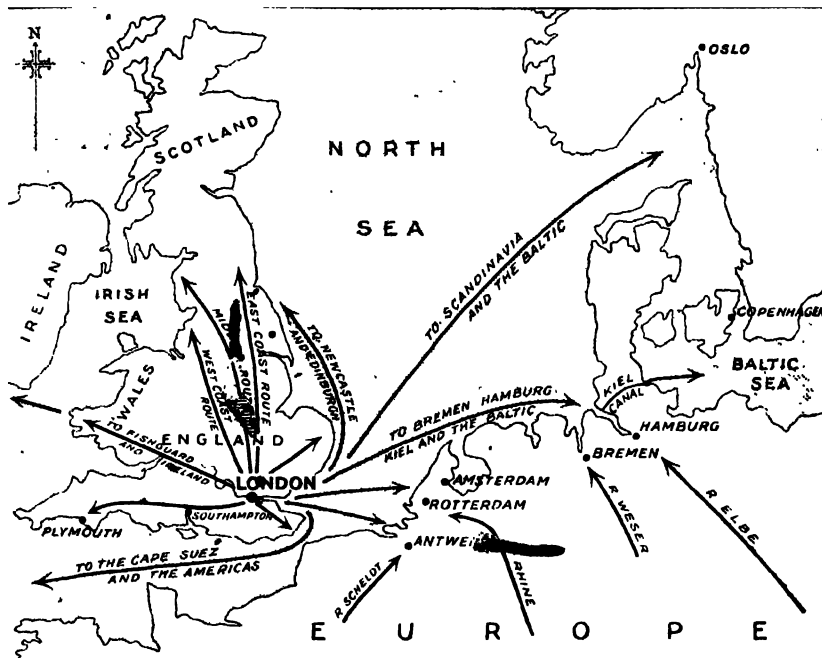 N
OSLO
SCOTLAND
NORTH
SEA
IRELAND
IRISH
SEA
TO SCANDINAVIA
AND THE BALTIC
COPENHAGEN
BALTIC
SEA
KIEL
CANAL
WALES
WEST COAST
ROUTE
ROUTE
EAST COAST ROUTE
TO NEWCASTLE
AND EDINBURGH
TO BREMEN HAMBURG
KIEL AND THE BALTIC
ENGLAND
TO FISHGUARD
AND IRELAND
HAMBURG
BREMEN
LONDON
AMSTERDAM
ROTTERDAM
SOUTHAMPTON
PLYMOUTH
R WESER
R ELBE
TO THE CAPE SUEZ
AND THE AMERICAS
R SCHELDT
RHINE
EUROPE